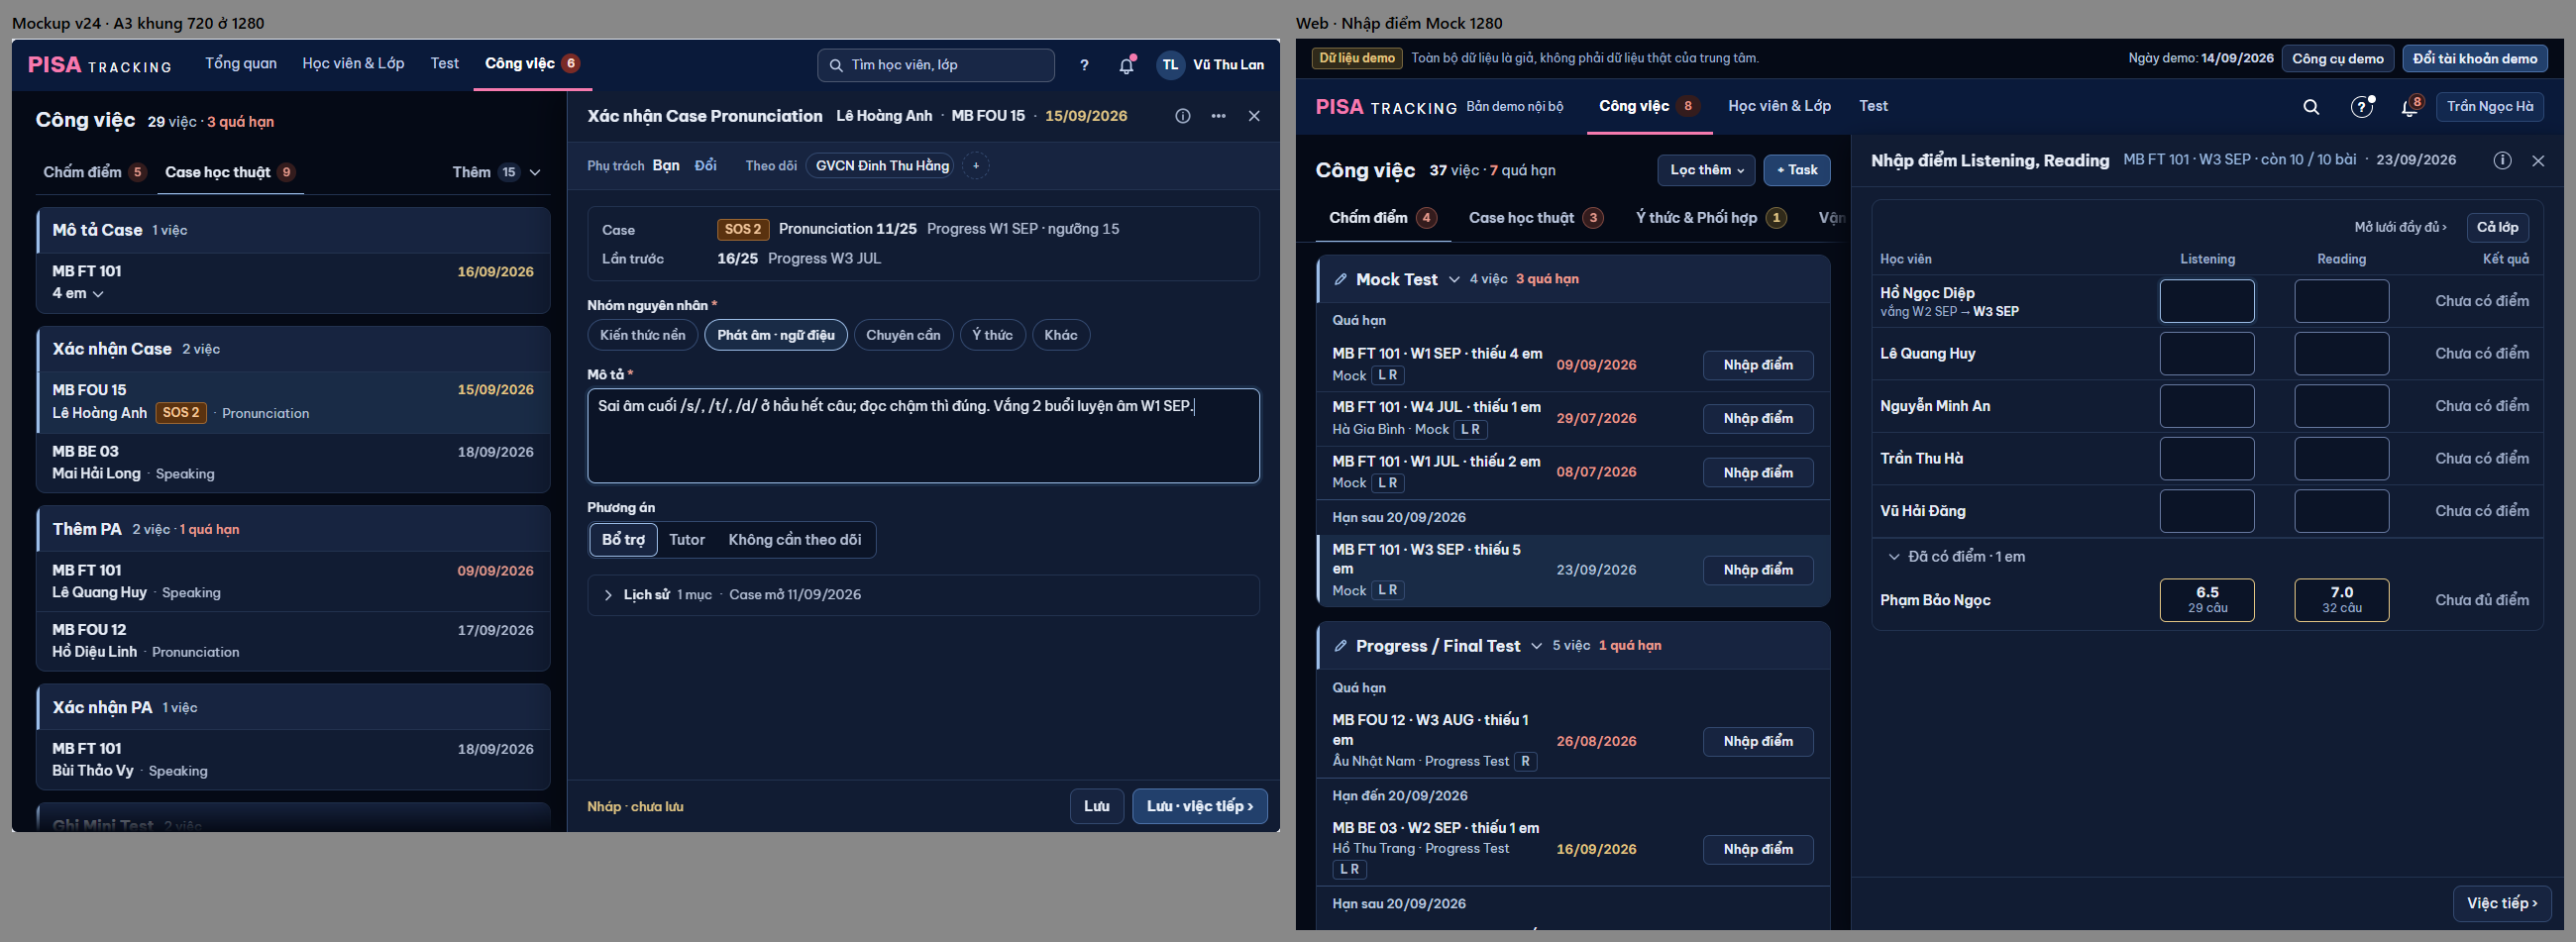 Mockup v24 · A3 khung 720 ở 1280
PISA TRACKING
Tổng quan
Học viên & Lớp
Test
Công việc 6
Tìm học viên, lớp
?
TL Vũ Thu Lan
Công việc 29 việc · 3 quá hạn
Chấm điểm 5
Case học thuật 9
Thêm 15
Mô tả Case 1 việc
MB FT 101 16/09/2026
4 em
Xác nhận Case 2 việc
MB FOU 15 15/09/2026
Lê Hoàng Anh SOS 2 · Pronunciation
MB BE 03 18/09/2026
Mai Hải Long · Speaking
Thêm PA 2 việc · 1 quá hạn
MB FT 101 09/09/2026
Lê Quang Huy · Speaking
MB FOU 12 17/09/2026
Hồ Diệu Linh · Pronunciation
Xác nhận PA 1 việc
MB FT 101 18/09/2026
Bùi Thảo Vy · Speaking
Ghi Mini Test 2 việc
Xác nhận Case Pronunciation Lê Hoàng Anh · MB FOU 15 · 15/09/2026
Phụ trách Bạn Đổi Theo dõi GVCN Đinh Thu Hằng +
Case SOS 2 Pronunciation 11/25 Progress W1 SEP · ngưỡng 15
Lần trước 16/25 Progress W3 JUL
Nhóm nguyên nhân *
Kiến thức nền Phát âm · ngữ điệu Chuyên cần Ý thức Khác
Mô tả *
Sai âm cuối /s/, /t/, /d/ ở hầu hết câu; đọc chậm thì đúng. Vắng 2 buổi luyện âm W1 SEP.
Phương án
Bổ trợ Tutor Không cần theo dõi
Lịch sử 1 mục · Case mở 11/09/2026
Nháp · chưa lưu Lưu Lưu · việc tiếp ›
Web · Nhập điểm Mock 1280
Dữ liệu demo Toàn bộ dữ liệu là giả, không phải dữ liệu thật của trung tâm.
Ngày demo: 14/09/2026 Công cụ demo Đổi tài khoản demo
PISA TRACKING Bản demo nội bộ
Công việc 8
Học viên & Lớp
Test
? 8 Trần Ngọc Hà
Công việc 37 việc · 7 quá hạn Lọc thêm + Task
Chấm điểm 4 Case học thuật 3 Ý thức & Phối hợp 1 Vận
Mock Test 4 việc 3 quá hạn
Quá hạn
MB FT 101 · W1 SEP · thiếu 4 em 09/09/2026 Nhập điểm
Mock L R
MB FT 101 · W4 JUL · thiếu 1 em 29/07/2026 Nhập điểm
Hà Gia Bình · Mock L R
MB FT 101 · W1 JUL · thiếu 2 em 08/07/2026 Nhập điểm
Mock L R
Hạn sau 20/09/2026
MB FT 101 · W3 SEP · thiếu 5
em 23/09/2026 Nhập điểm
Mock L R
Progress / Final Test 5 việc 1 quá hạn
Quá hạn
MB FOU 12 · W3 AUG · thiếu 1
em 26/08/2026 Nhập điểm
Âu Nhật Nam · Progress Test R
Hạn đến 20/09/2026
MB BE 03 · W2 SEP · thiếu 1 em 16/09/2026 Nhập điểm
Hồ Thu Trang · Progress Test
L R
Hạn sau 20/09/2026
Nhập điểm Listening, Reading MB FT 101 · W3 SEP · còn 10 / 10 bài · 23/09/2026
Mở lưới đầy đủ › Cả lớp
Học viên Listening Reading Kết quả
Hồ Ngọc Diệp Chưa có điểm
vắng W2 SEP → W3 SEP
Lê Quang Huy Chưa có điểm
Nguyễn Minh An Chưa có điểm
Trần Thu Hà Chưa có điểm
Vũ Hải Đăng Chưa có điểm
Đã có điểm · 1 em
Phạm Bảo Ngọc 6.5 7.0 Chưa đủ điểm
29 câu 32 câu
Việc tiếp ›